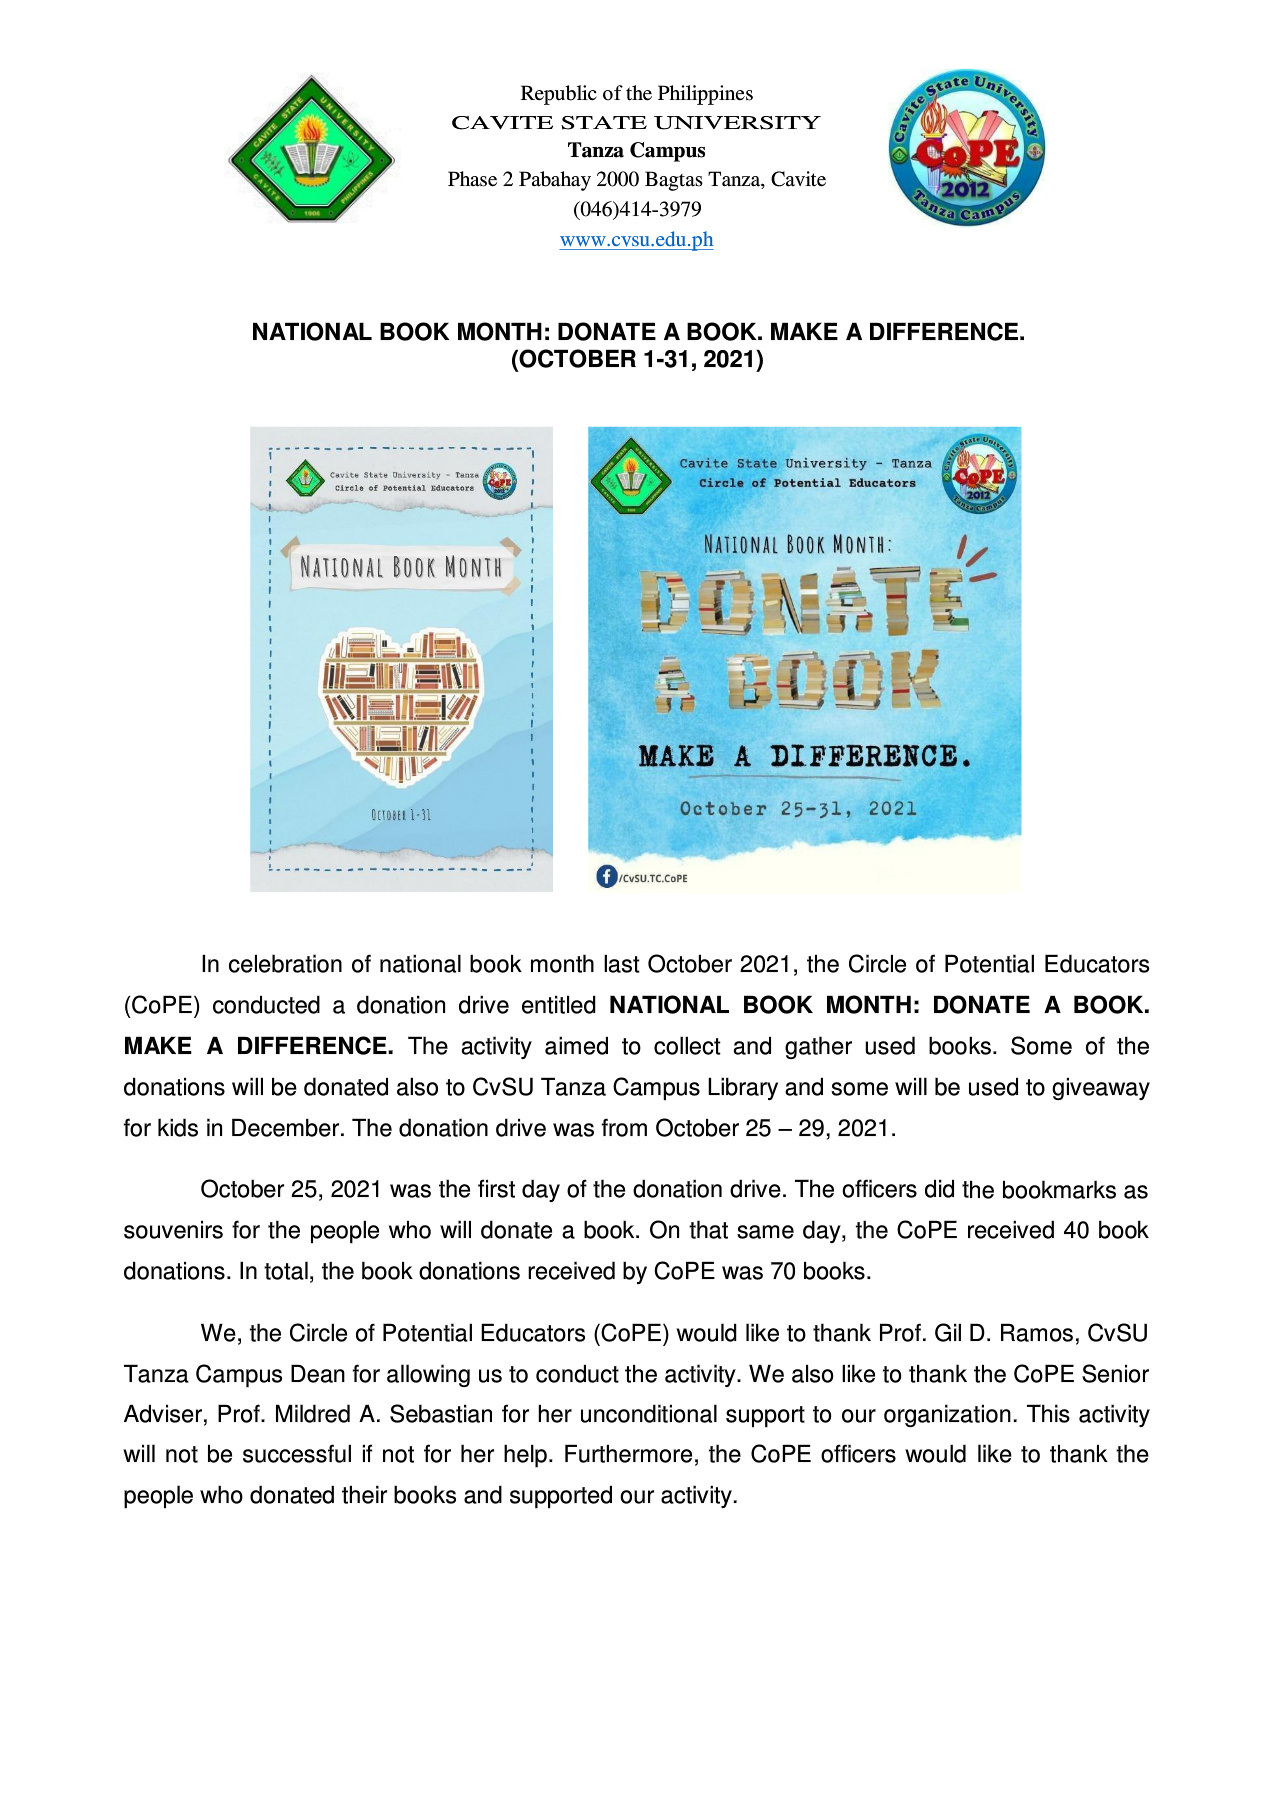 CAVITE STATE UNIVERSITY
CAVITE PHILIPPINES
1906
Republic of the Philippines
CAVITE STATE UNIVERSITY
Tanza Campus
Phase 2 Pabahay 2000 Bagtas Tanza, Cavite
(046)414-3979
www.cvsu.edu.ph
Cavite State University
CoPE
2012
Tanza Campus
NATIONAL BOOK MONTH: DONATE A BOOK. MAKE A DIFFERENCE.
(OCTOBER 1-31, 2021)
Cavite State University - Tanza
Circle of Potential Educators
CoPE
2012
NATIONAL BOOK MONTH
OCTOBER 1-31
Cavite State University - Tanza
Circle of Potential Educators
Cavite State University
CoPE
2012
Tanza Campus
NATIONAL BOOK MONTH:
DONATE
A BOOK
MAKE A DIFFERENCE.
October 25-31, 2021
f /CvSU.TC.CoPE
In celebration of national book month last October 2021, the Circle of Potential Educators
(CoPE) conducted a donation drive entitled NATIONAL BOOK MONTH: DONATE A BOOK.
MAKE A DIFFERENCE. The activity aimed to collect and gather used books. Some of the
donations will be donated also to CvSU Tanza Campus Library and some will be used to giveaway
for kids in December. The donation drive was from October 25 – 29, 2021.
October 25, 2021 was the first day of the donation drive. The officers did the bookmarks as
souvenirs for the people who will donate a book. On that same day, the CoPE received 40 book
donations. In total, the book donations received by CoPE was 70 books.
We, the Circle of Potential Educators (CoPE) would like to thank Prof. Gil D. Ramos, CvSU
Tanza Campus Dean for allowing us to conduct the activity. We also like to thank the CoPE Senior
Adviser, Prof. Mildred A. Sebastian for her unconditional support to our organization. This activity
will not be successful if not for her help. Furthermore, the CoPE officers would like to thank the
people who donated their books and supported our activity.